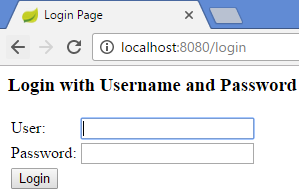 Login Page
localhost:8080/login
Login with Username and Password
User:
Password:
Login